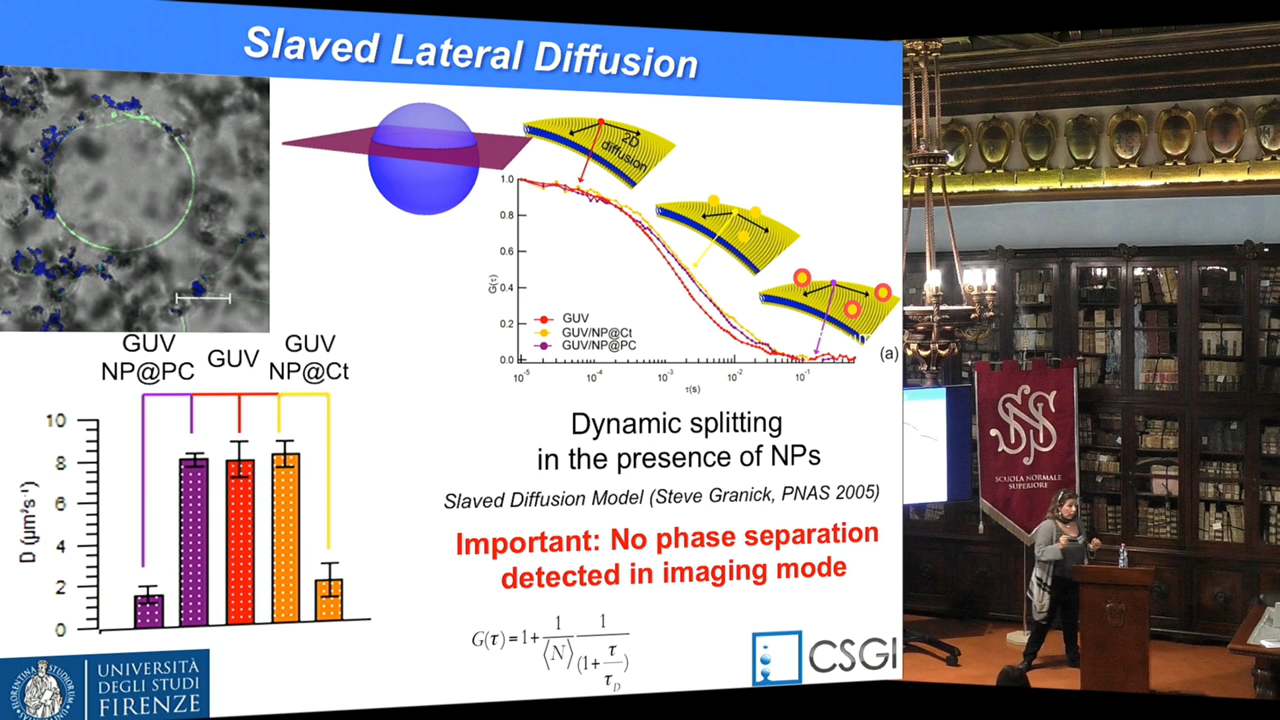 Slaved Lateral Diffusion
2D
diffusion
1.0
0.8
0.6
0.4
0.2
0.0
G(τ)
GUV
GUV/NP@Ct
GUV/NP@PC
10⁻⁵
10⁻⁴
10⁻³
10⁻²
10⁻¹
τ(s)
(a)
GUV
NP@PC
GUV
GUV
NP@Ct
10
8
6
4
2
0
D (μm²s⁻¹)
Dynamic splitting
in the presence of NPs
Slaved Diffusion Model (Steve Granick, PNAS 2005)
Important: No phase separation
detected in imaging mode
G(τ)=1+ 1/⟨N⟩ 1/(1+τ/τ_D)
CSGI
UNIVERSITÀ
DEGLI STUDI
FIRENZE
SNS
SCUOLA NORMALE
SUPERIORE